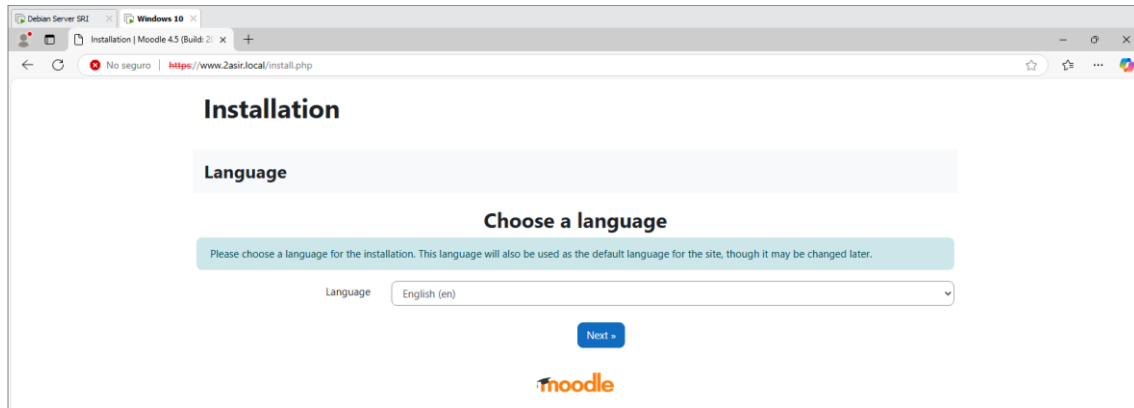 Debian Server SRI
Windows 10
Installation | Moodle 4.5 (Build: 2
No seguro | https://www.2asir.local/install.php
Installation
Language
Choose a language
Please choose a language for the installation. This language will also be used as the default language for the site, though it may be changed later.
Language
English (en)
Next »
moodle